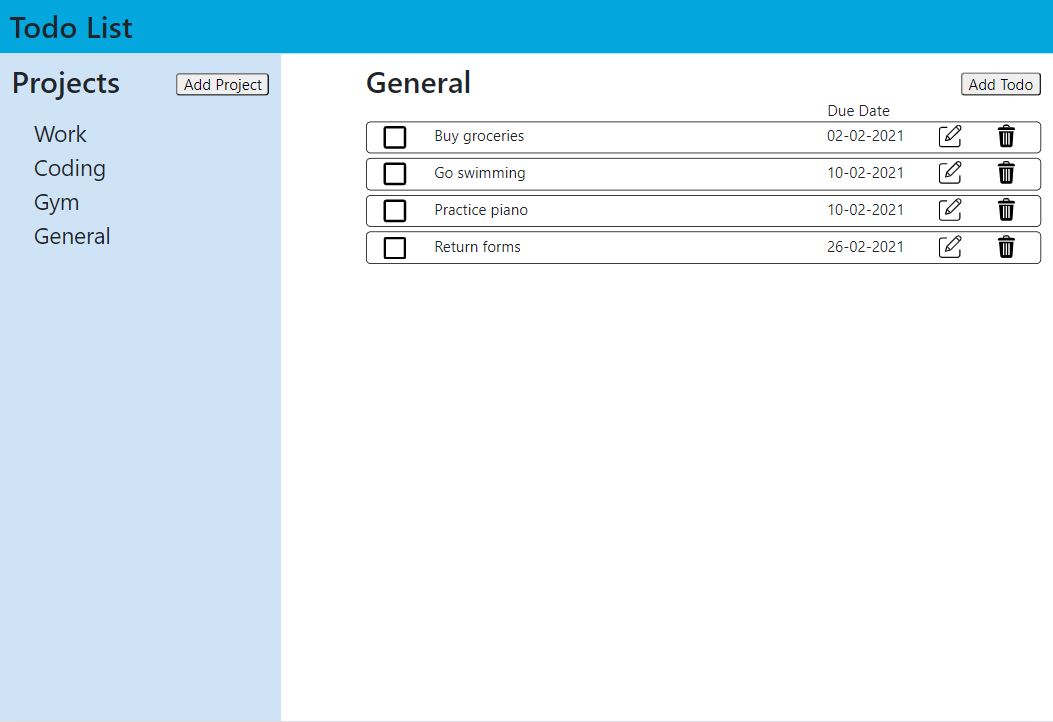 Todo List
Projects
Add Project
Work
Coding
Gym
General
General
Add Todo
Due Date
Buy groceries 02-02-2021
Go swimming 10-02-2021
Practice piano 10-02-2021
Return forms 26-02-2021